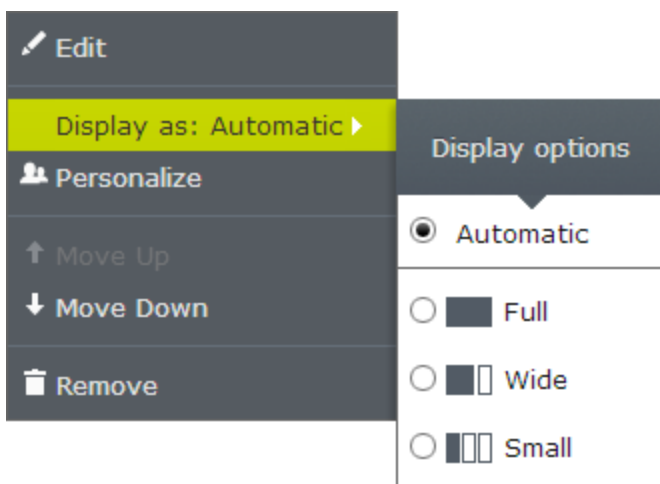 Edit
Display as: Automatic
Personalize
Move Up
Move Down
Remove
Display options
Automatic
Full
Wide
Small